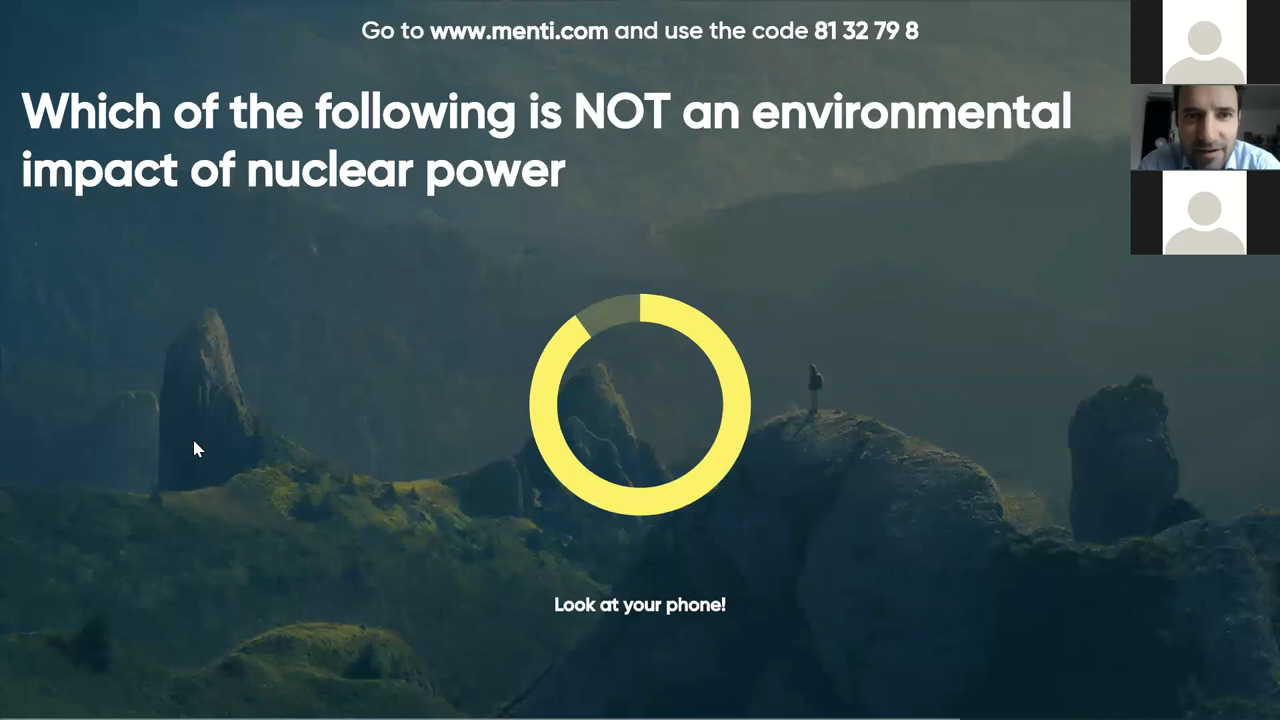 Go to www.menti.com and use the code 81 32 79 8
Which of the following is NOT an environmental
impact of nuclear power
Look at your phone!